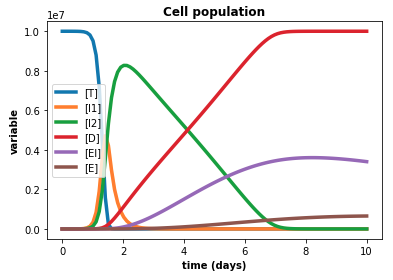 Cell population
1e7
1.0
0.8
0.6
0.4
0.2
0.0
variable
[T]
[I1]
[I2]
[D]
[EI]
[E]
0 2 4 6 8 10
time (days)